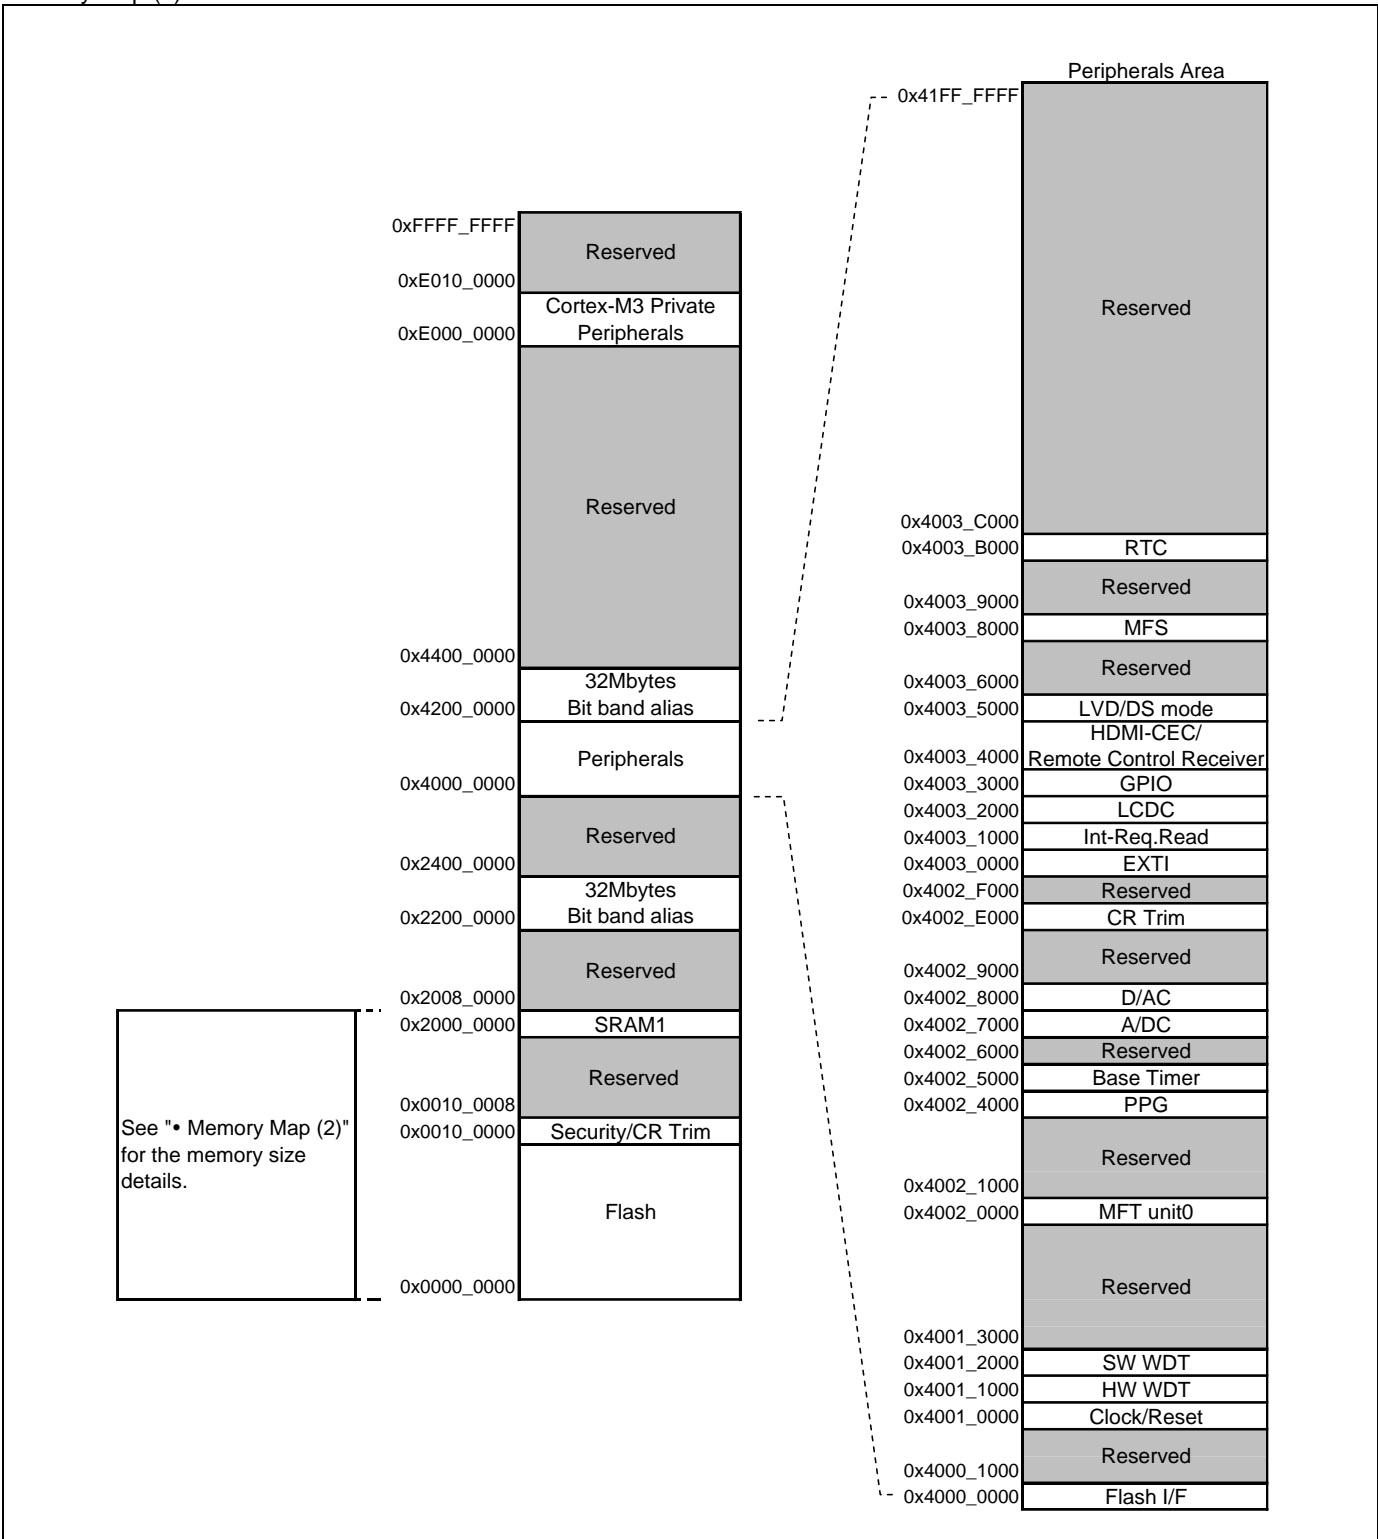 0xFFFF_FFFF
Reserved
0xE010_0000
Cortex-M3 Private
0xE000_0000 Peripherals
Reserved
0x4400_0000
32Mbytes
0x4200_0000 Bit band alias
Peripherals
0x4000_0000
Reserved
0x2400_0000
32Mbytes
0x2200_0000 Bit band alias
Reserved
0x2008_0000
0x2000_0000 SRAM1
Reserved
0x0010_0008
0x0010_0000 Security/CR Trim
Flash
0x0000_0000
See "• Memory Map (2)"
for the memory size
details.
Peripherals Area
0x41FF_FFFF
Reserved
0x4003_C000
0x4003_B000 RTC
Reserved
0x4003_9000
0x4003_8000 MFS
Reserved
0x4003_6000
0x4003_5000 LVD/DS mode
HDMI-CEC/
0x4003_4000 Remote Control Receiver
0x4003_3000 GPIO
0x4003_2000 LCDC
0x4003_1000 Int-Req.Read
0x4003_0000 EXTI
0x4002_F000 Reserved
0x4002_E000 CR Trim
Reserved
0x4002_9000
0x4002_8000 D/AC
0x4002_7000 A/DC
0x4002_6000 Reserved
0x4002_5000 Base Timer
0x4002_4000 PPG
Reserved
0x4002_1000
0x4002_0000 MFT unit0
Reserved
0x4001_3000
0x4001_2000 SW WDT
0x4001_1000 HW WDT
0x4001_0000 Clock/Reset
Reserved
0x4000_1000
0x4000_0000 Flash I/F